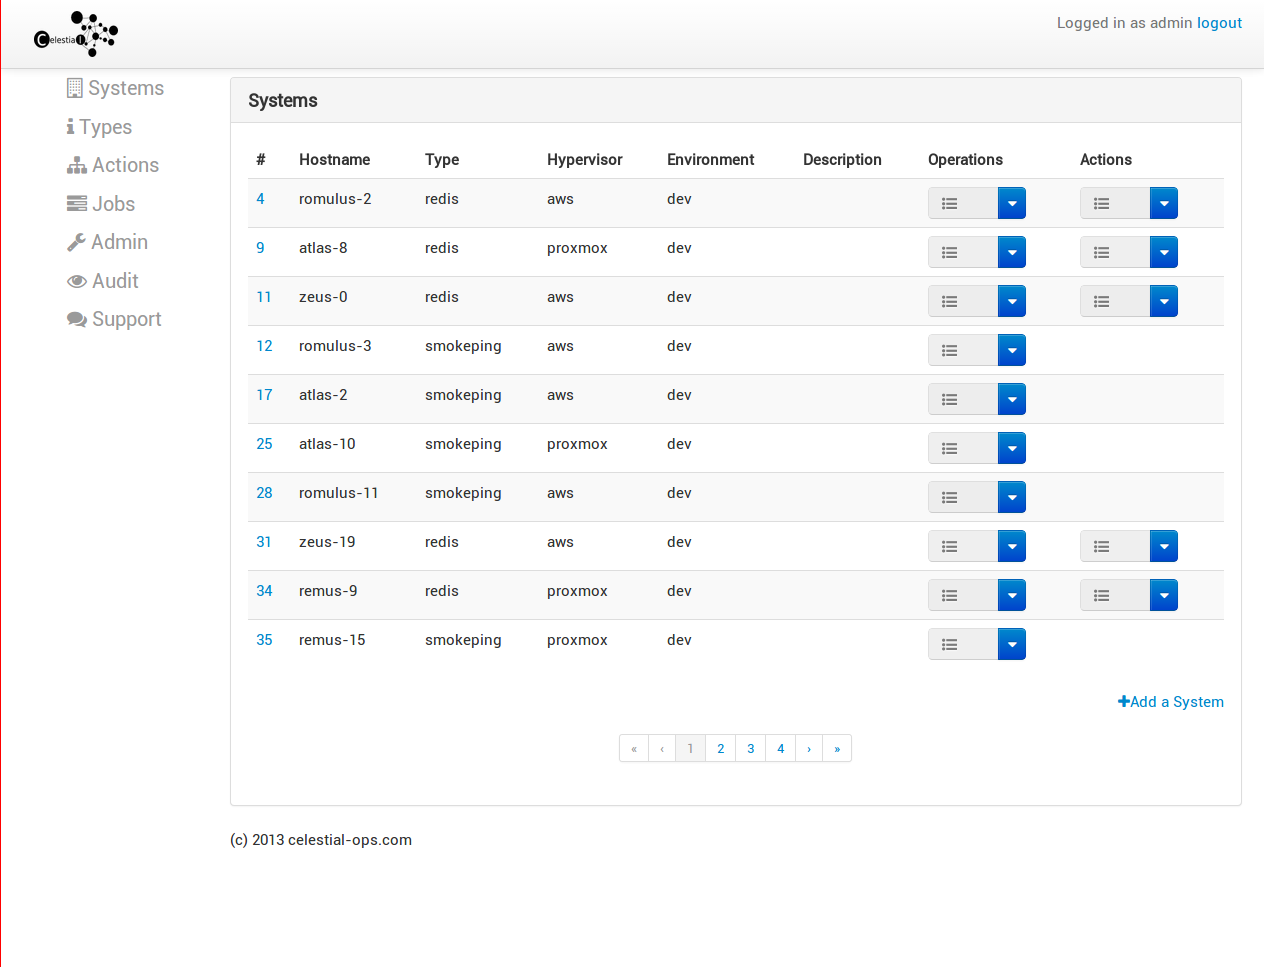 Celestial
Logged in as admin logout
Systems
Types
Actions
Jobs
Admin
Audit
Support
Systems
# Hostname Type Hypervisor Environment Description Operations Actions
4 romulus-2 redis aws dev
9 atlas-8 redis proxmox dev
11 zeus-0 redis aws dev
12 romulus-3 smokeping aws dev
17 atlas-2 smokeping aws dev
25 atlas-10 smokeping proxmox dev
28 romulus-11 smokeping aws dev
31 zeus-19 redis aws dev
34 remus-9 redis proxmox dev
35 remus-15 smokeping proxmox dev
Add a System
« ‹ 1 2 3 4 › »
(c) 2013 celestial-ops.com